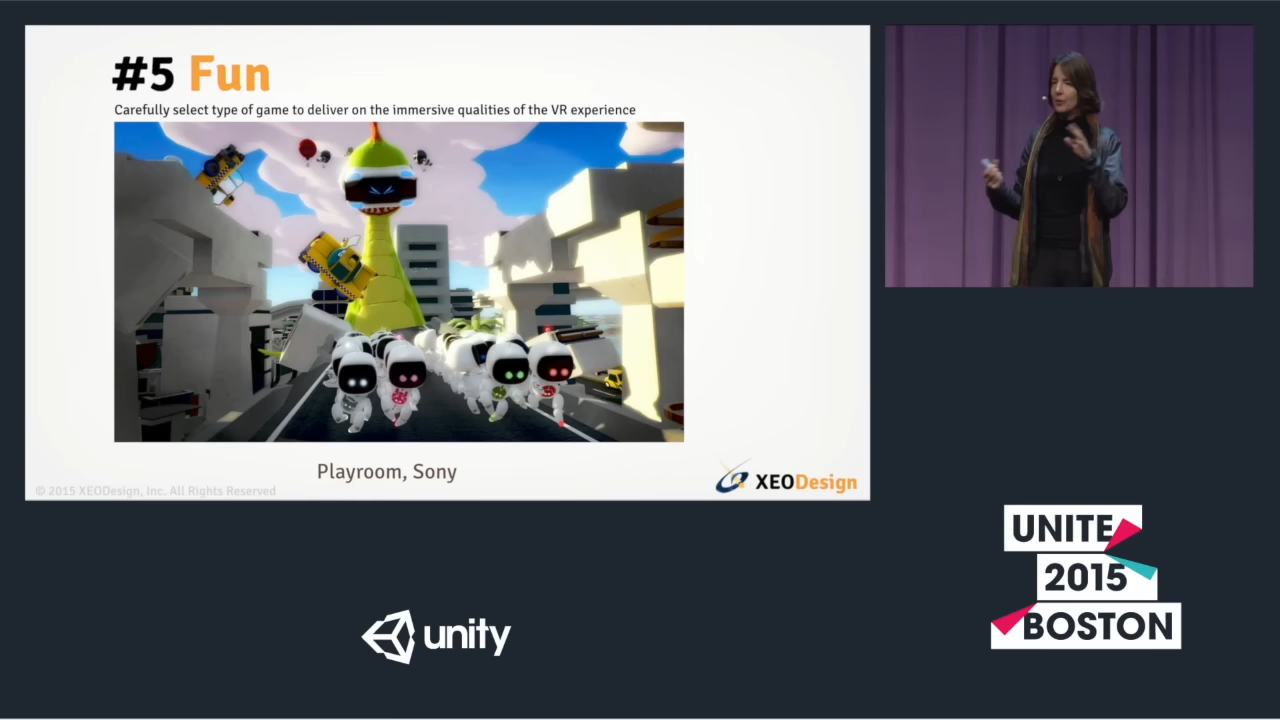 #5 Fun
Carefully select type of game to deliver on the immersive qualities of the VR experience
Playroom, Sony
© 2015 XEODesign, Inc. All Rights Reserved
XEODesign
UNITE
2015
BOSTON
unity